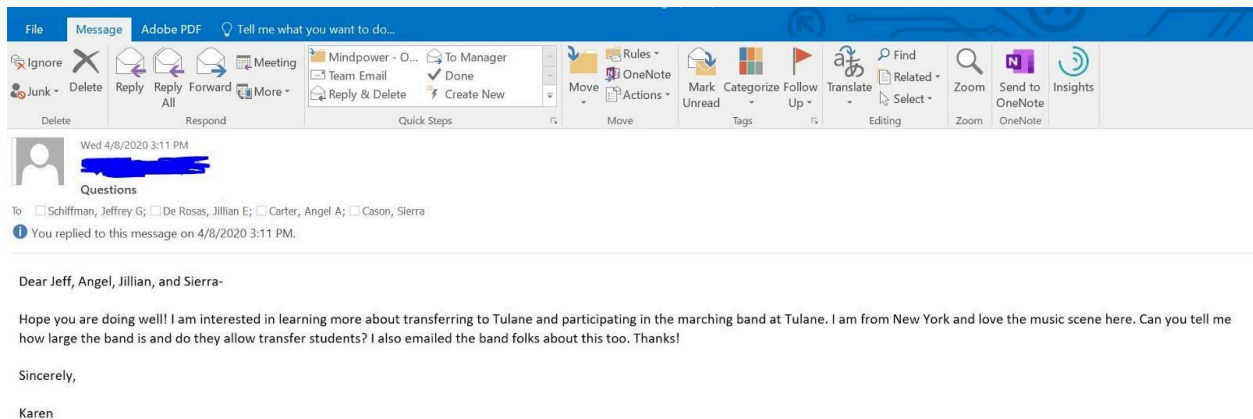 File Message Adobe PDF Tell me what you want to do...
Ignore
Junk
Delete
Reply
Reply All
Forward
Meeting
More
Mindpower - O...
Team Email
Reply & Delete
To Manager
Done
Create New
Move
Rules
OneNote
Actions
Mark Unread
Categorize
Follow Up
Translate
Find
Related
Select
Zoom
Send to OneNote
Insights
Delete Respond Quick Steps Move Tags Editing Zoom OneNote
Wed 4/8/2020 3:11 PM
Questions
To Schiffman, Jeffrey G; De Rosas, Jillian E; Carter, Angel A; Cason, Sierra
You replied to this message on 4/8/2020 3:11 PM.
Dear Jeff, Angel, Jillian, and Sierra-
Hope you are doing well! I am interested in learning more about transferring to Tulane and participating in the marching band at Tulane. I am from New York and love the music scene here. Can you tell me
how large the band is and do they allow transfer students? I also emailed the band folks about this too. Thanks!
Sincerely,
Karen